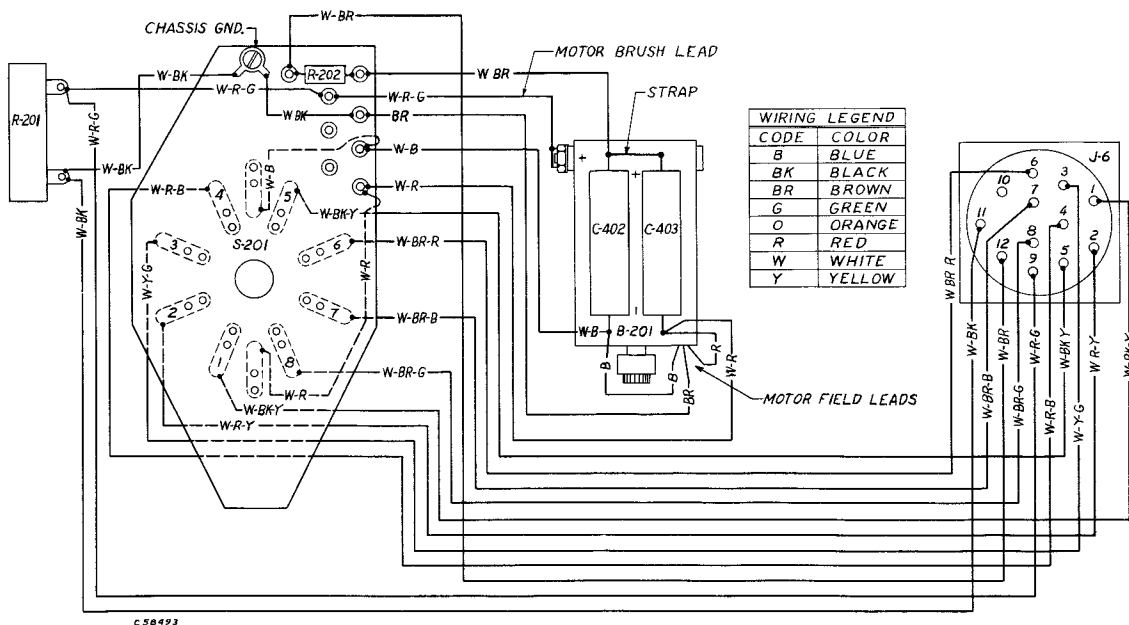 W-BR
CHASSIS GND.
MOTOR BRUSH LEAD
R-202
W BR
W-BK
W-R-G
W-R-G
STRAP
R-201
W-R-G
WBK
BR
WIRING LEGEND
CODE COLOR
B BLUE
BK BLACK
BR BROWN
G GREEN
O ORANGE
R RED
W WHITE
Y YELLOW
J-6
6
3
10
7
1
11
4
8
2
12
5
9
W-BK
W-B
W-B
W-R
W-R-B
4
5
W-BK-Y
+
+
C-402
C-403
W-BK
S-201
3
6
W-BR-R
W-R
W-Y-G
2
7
W-BR-B
W-B
-
B-201
R
W-R
W BR R
W-BK
W-BR
W-R-G
W-BKY
W R-Y
W-BK-Y
1
8
W-BR-G
B
B
BR
MOTOR FIELD LEADS
W-R
W-BK-Y
W-R-Y
W-BR-B
W-BR-G
W-R-B
W-Y-G
C58493